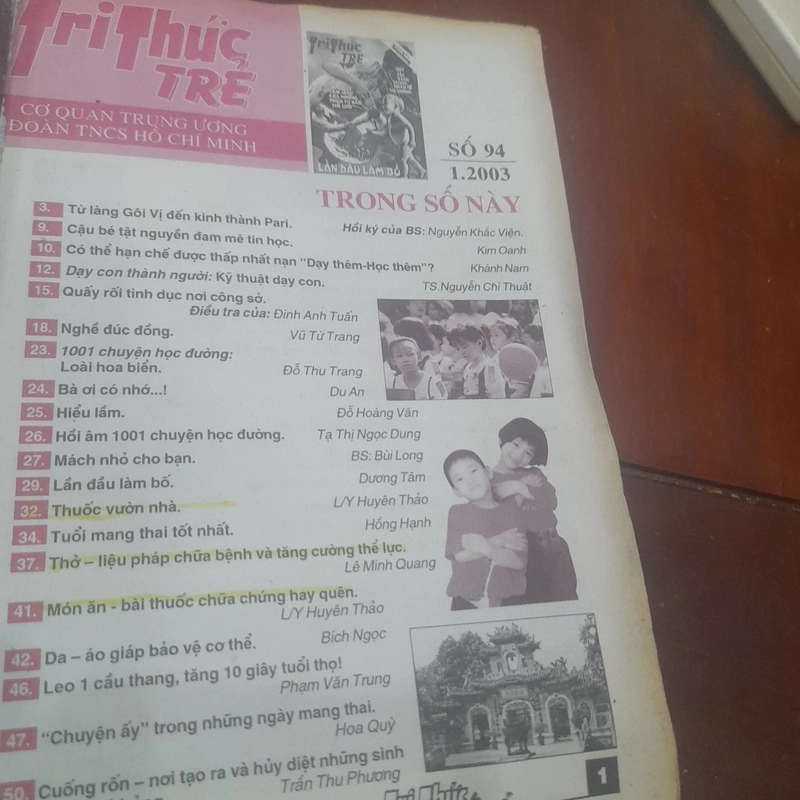 Tri Thức
TRẺ
CƠ QUAN TRUNG ƯƠNG
ĐOÀN TNCS HỒ CHÍ MINH
Tri Thức
TRẺ
LẦN ĐẦU LÀM BỐ
SỐ 94
1.2003
TRONG SỐ NÀY
3. Từ làng Gôi Vị đến kinh thành Pari.
Hồi ký của BS: Nguyễn Khắc Viện.
9. Cậu bé tật nguyền đam mê tin học.
Kim Oanh
10. Có thể hạn chế được thấp nhất nạn "Dạy thêm-Học thêm"?
Khánh Nam
12. Dạy con thành người: Kỹ thuật dạy con.
TS.Nguyễn Chí Thuật
15. Quấy rối tình dục nơi công sở.
Điều tra của: Đinh Anh Tuấn
18. Nghề đúc đồng. Vũ Tử Trang
23. 1001 chuyện học đường:
Loài hoa biển. Đỗ Thu Trang
24. Bà ơi có nhớ...! Du An
25. Hiểu lầm. Đỗ Hoàng Vân
26. Hồi âm 1001 chuyện học đường. Tạ Thị Ngọc Dung
27. Mách nhỏ cho bạn. BS: Bùi Long
29. Lần đầu làm bố. Dương Tâm
32. Thuốc vườn nhà. L/Y Huyên Thảo
34. Tuổi mang thai tốt nhất. Hồng Hạnh
37. Thở – liệu pháp chữa bệnh và tăng cường thể lực.
Lê Minh Quang
41. Món ăn - bài thuốc chữa chứng hay quên.
L/Y Huyên Thảo
42. Da – áo giáp bảo vệ cơ thể. Bích Ngọc
46. Leo 1 cầu thang, tăng 10 giây tuổi thọ!
Phạm Văn Trung
47. "Chuyện ấy" trong những ngày mang thai.
Hoa Quỳ
50. Cuống rốn – nơi tạo ra và hủy diệt những sinh
Trần Thu Phương
Tri Thức
1